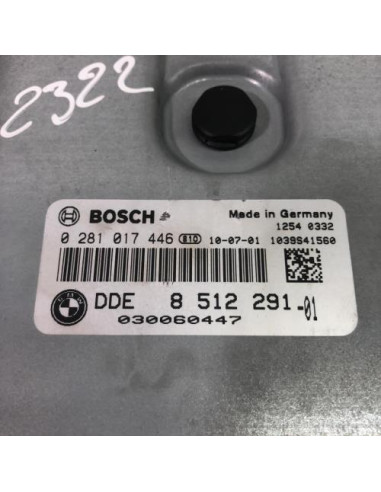 2322
BOSCH
Made in Germany
1254 0332
0 281 017 446 B10 10-07-01 1039S41560
DDE 8 512 291-01
030060447